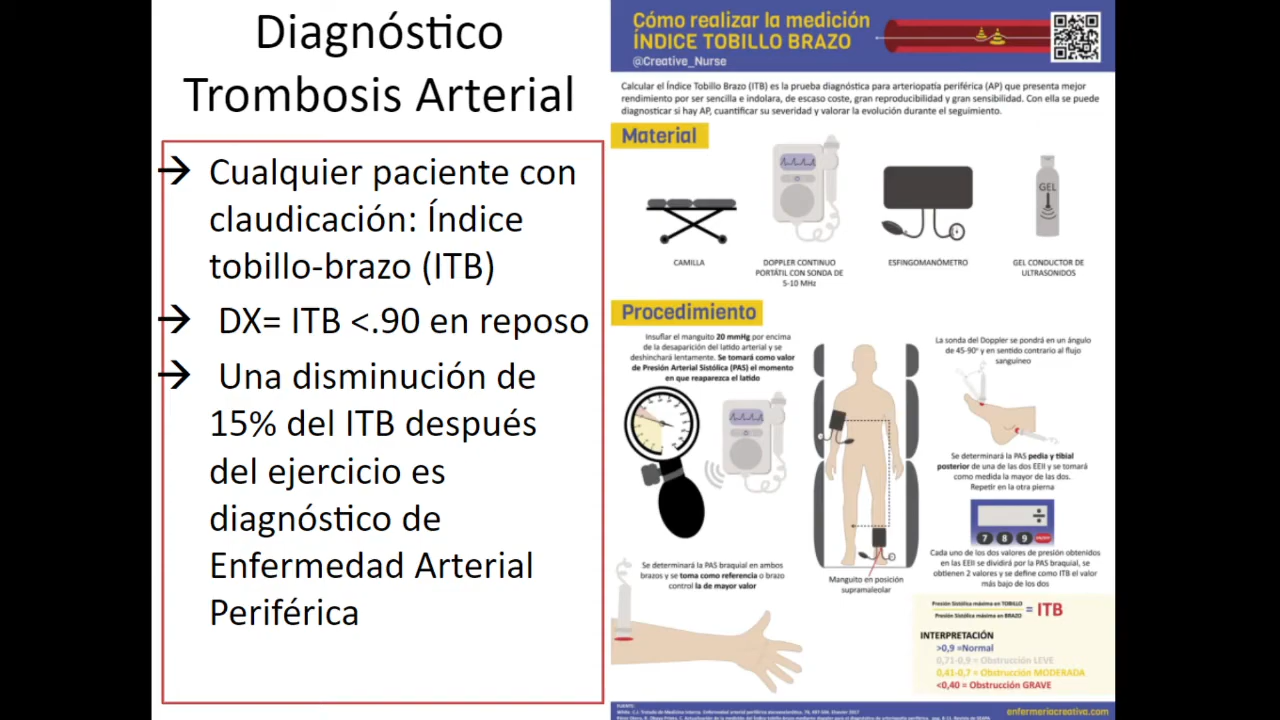 Diagnóstico
Trombosis Arterial
→ Cualquier paciente con
claudicación: Índice
tobillo-brazo (ITB)
→ DX= ITB <.90 en reposo
→ Una disminución de
15% del ITB después
del ejercicio es
diagnóstico de
Enfermedad Arterial
Periférica
Cómo realizar la medición
ÍNDICE TOBILLO BRAZO
@Creative_Nurse
Calcular el Índice Tobillo Brazo (ITB) es la prueba diagnóstica para arteriopatía periférica (AP) que presenta mejor
rendimiento por ser sencilla e indolora, de escaso coste, gran reproducibilidad y gran sensibilidad. Con ella se puede
diagnosticar si hay AP, cuantificar su severidad y valorar la evolución durante el seguimiento.
Material
CAMILLA
DOPPLER CONTINUO
PORTÁTIL CON SONDA DE
5-10 MHz
ESFINGOMANÓMETRO
GEL
GEL CONDUCTOR DE
ULTRASONIDOS
Procedimiento
Insuflar el manguito 20 mmHg por encima
de la desaparición del latido arterial y se
deshinchará lentamente. Se tomará como valor
de Presión Arterial Sistólica (PAS) el momento
en que reaparezca el latido
La sonda del Doppler se pondrá en un ángulo
de 45-90º y en sentido contrario al flujo
sanguíneo
Se determinará la PAS pedia y tibial
posterior de una de las dos EEII y se tomará
como medida la mayor de las dos.
Repetir en la otra pierna
7 8 9
Cada uno de los dos valores de presión obtenidos
en las EEII se dividirá por la PAS braquial, se
obtienen 2 valores y se define como ITB el valor
más bajo de los dos
Se determinará la PAS braquial en ambos
brazos y se toma como referencia o brazo
control la de mayor valor
Manguito en posición
supramaleolar
Presión Sistólica máxima en TOBILLO
Presión Sistólica máxima en BRAZO
= ITB
INTERPRETACIÓN
>0,9 =Normal
0,71-0,9 = Obstrucción LEVE
0,41-0,7 = Obstrucción MODERADA
<0,40 = Obstrucción GRAVE
FUENTE:
enfermeriacreativa.com